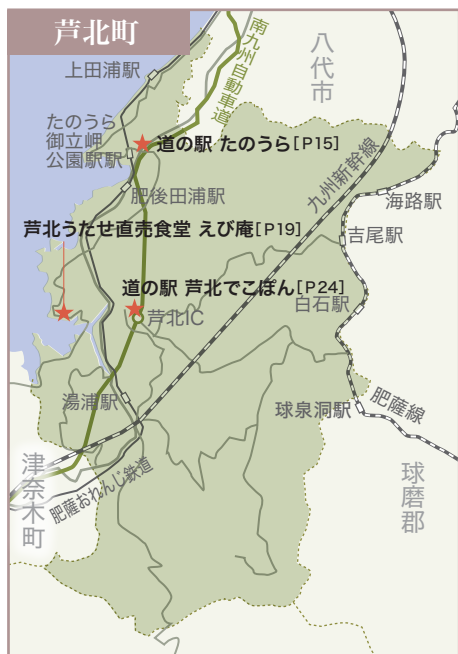 芦北町
南九州自動車道
八代市
上田浦駅
たのうら
御立岬
公園駅駅
道の駅 たのうら[P15]
九州新幹線
肥後田浦駅
海路駅
芦北うたせ直売食堂 えび庵[P19]
吉尾駅
道の駅 芦北でこぽん[P24]
白石駅
芦北IC
湯浦駅
球泉洞駅
肥薩線
津奈木町
肥薩おれんじ鉄道
球磨郡